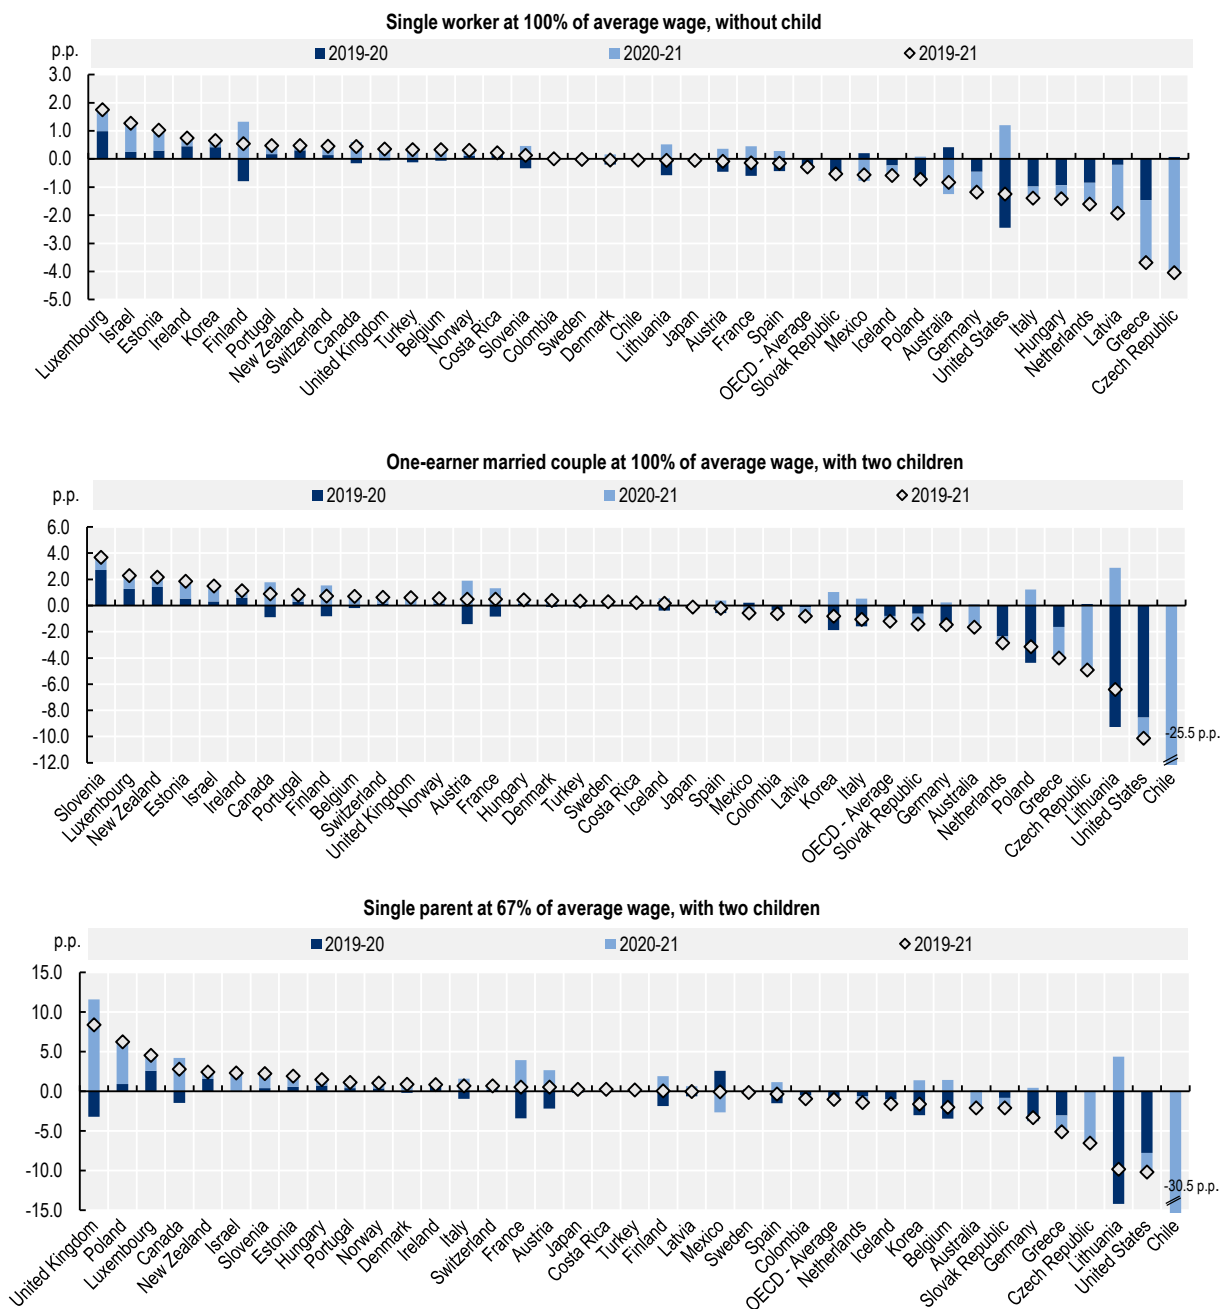 Single worker at 100% of average wage, without child
p.p.
2019-20
2020-21
2019-21
3.0
2.0
1.0
0.0
-1.0
-2.0
-3.0
-4.0
-5.0
Luxembourg
Israel
Estonia
Ireland
Korea
Finland
Portugal
New Zealand
Switzerland
Canada
United Kingdom
Turkey
Belgium
Norway
Costa Rica
Slovenia
Colombia
Sweden
Denmark
Chile
Lithuania
Japan
Austria
France
Spain
OECD - Average
Slovak Republic
Mexico
Iceland
Poland
Australia
Germany
United States
Italy
Hungary
Netherlands
Latvia
Greece
Czech Republic
One-earner married couple at 100% of average wage, with two children
p.p.
2019-20
2020-21
2019-21
6.0
4.0
2.0
0.0
-2.0
-4.0
-6.0
-8.0
-10.0
-12.0
-25.5 p.p.
Slovenia
Luxembourg
New Zealand
Estonia
Israel
Ireland
Canada
Portugal
Finland
Belgium
Switzerland
United Kingdom
Norway
Austria
France
Hungary
Denmark
Turkey
Sweden
Costa Rica
Iceland
Japan
Spain
Mexico
Colombia
Latvia
Korea
Italy
OECD - Average
Slovak Republic
Germany
Australia
Netherlands
Poland
Greece
Czech Republic
Lithuania
United States
Chile
Single parent at 67% of average wage, with two children
p.p.
2019-20
2020-21
2019-21
15.0
10.0
5.0
0.0
-5.0
-10.0
-15.0
-30.5 p.p.
United Kingdom
Poland
Luxembourg
Canada
New Zealand
Israel
Slovenia
Estonia
Hungary
Portugal
Norway
Denmark
Ireland
Italy
Switzerland
France
Austria
Japan
Costa Rica
Turkey
Finland
Latvia
Mexico
Sweden
Spain
Colombia
OECD - Average
Netherlands
Iceland
Korea
Belgium
Australia
Slovak Republic
Germany
Greece
Czech Republic
Lithuania
United States
Chile